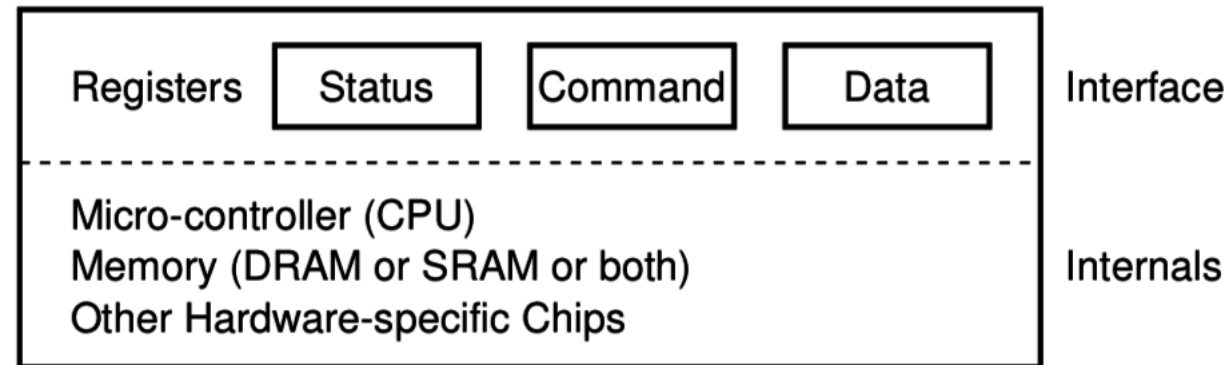 Registers Status Command Data Interface
Micro-controller (CPU)
Memory (DRAM or SRAM or both) Internals
Other Hardware-specific Chips